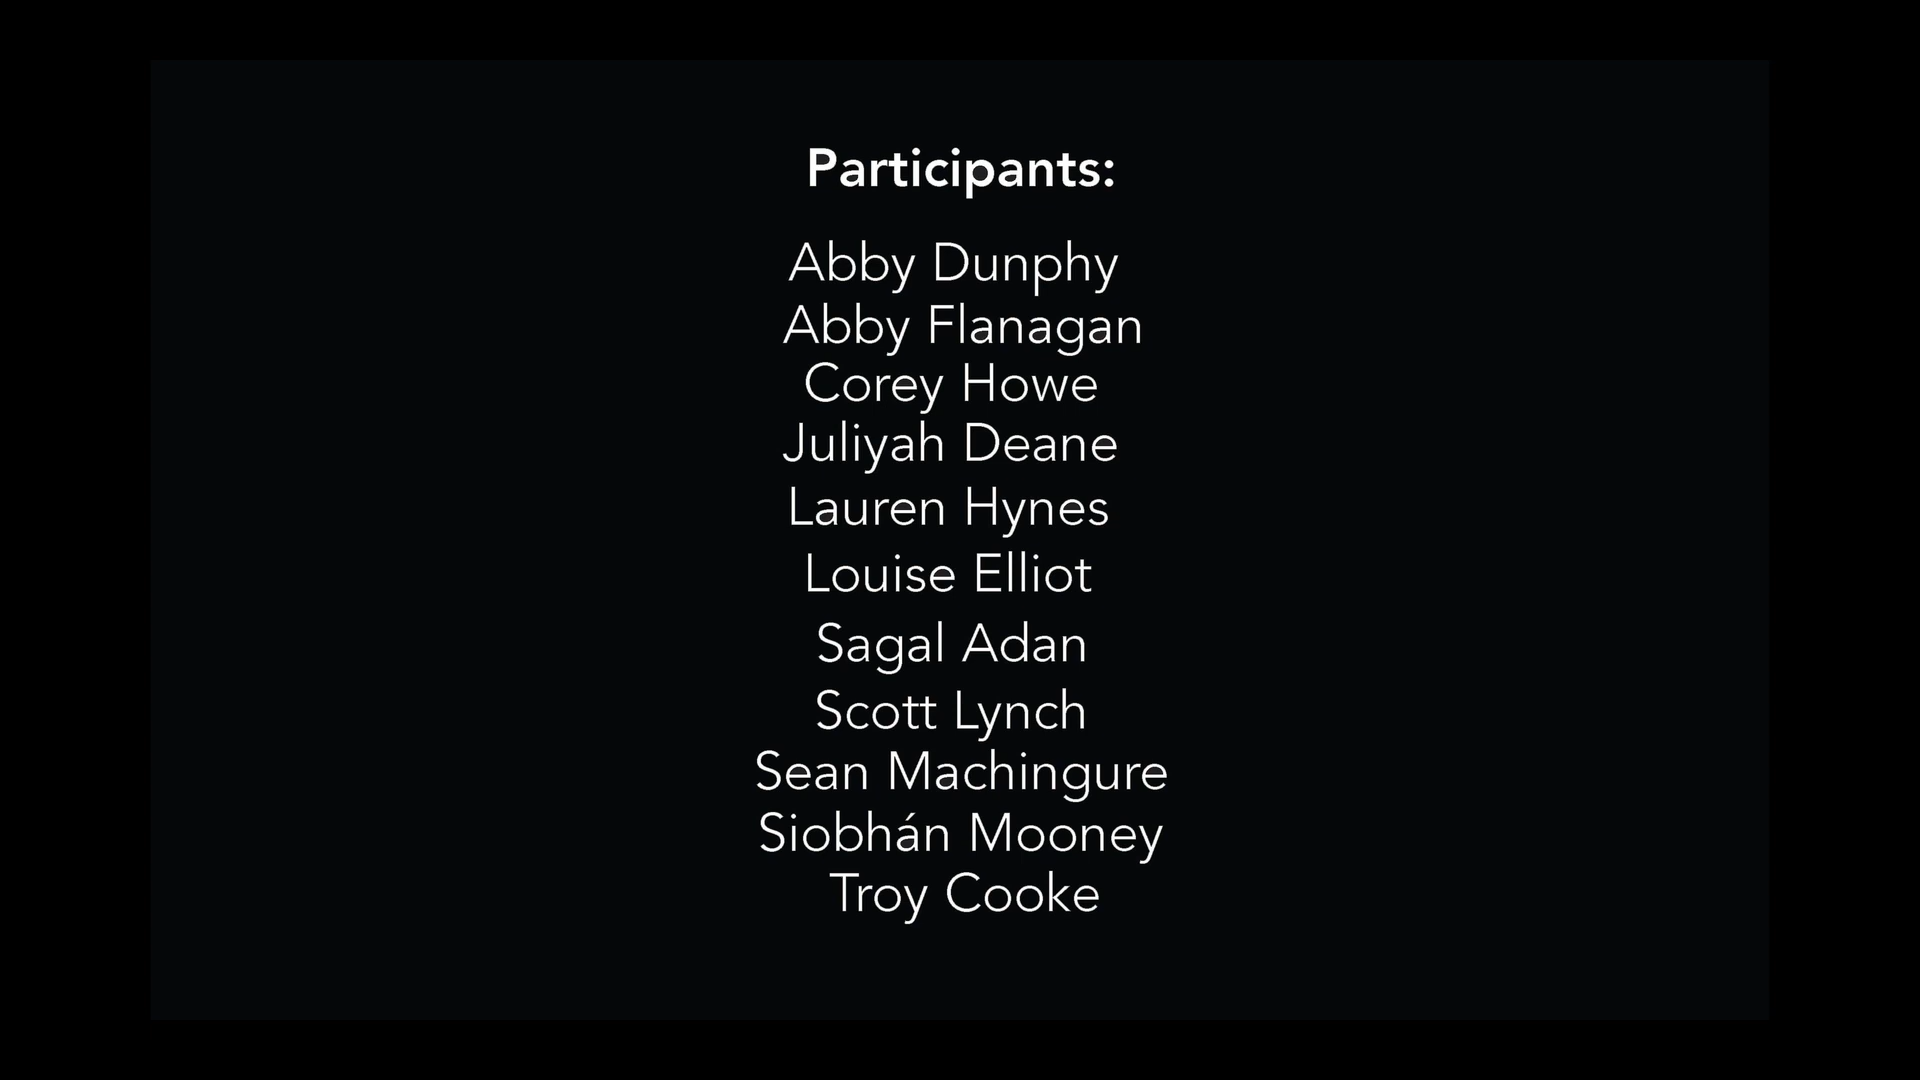 Participants:
Abby Dunphy
Abby Flanagan
Corey Howe
Juliyah Deane
Lauren Hynes
Louise Elliot
Sagal Adan
Scott Lynch
Sean Machingure
Siobhán Mooney
Troy Cooke